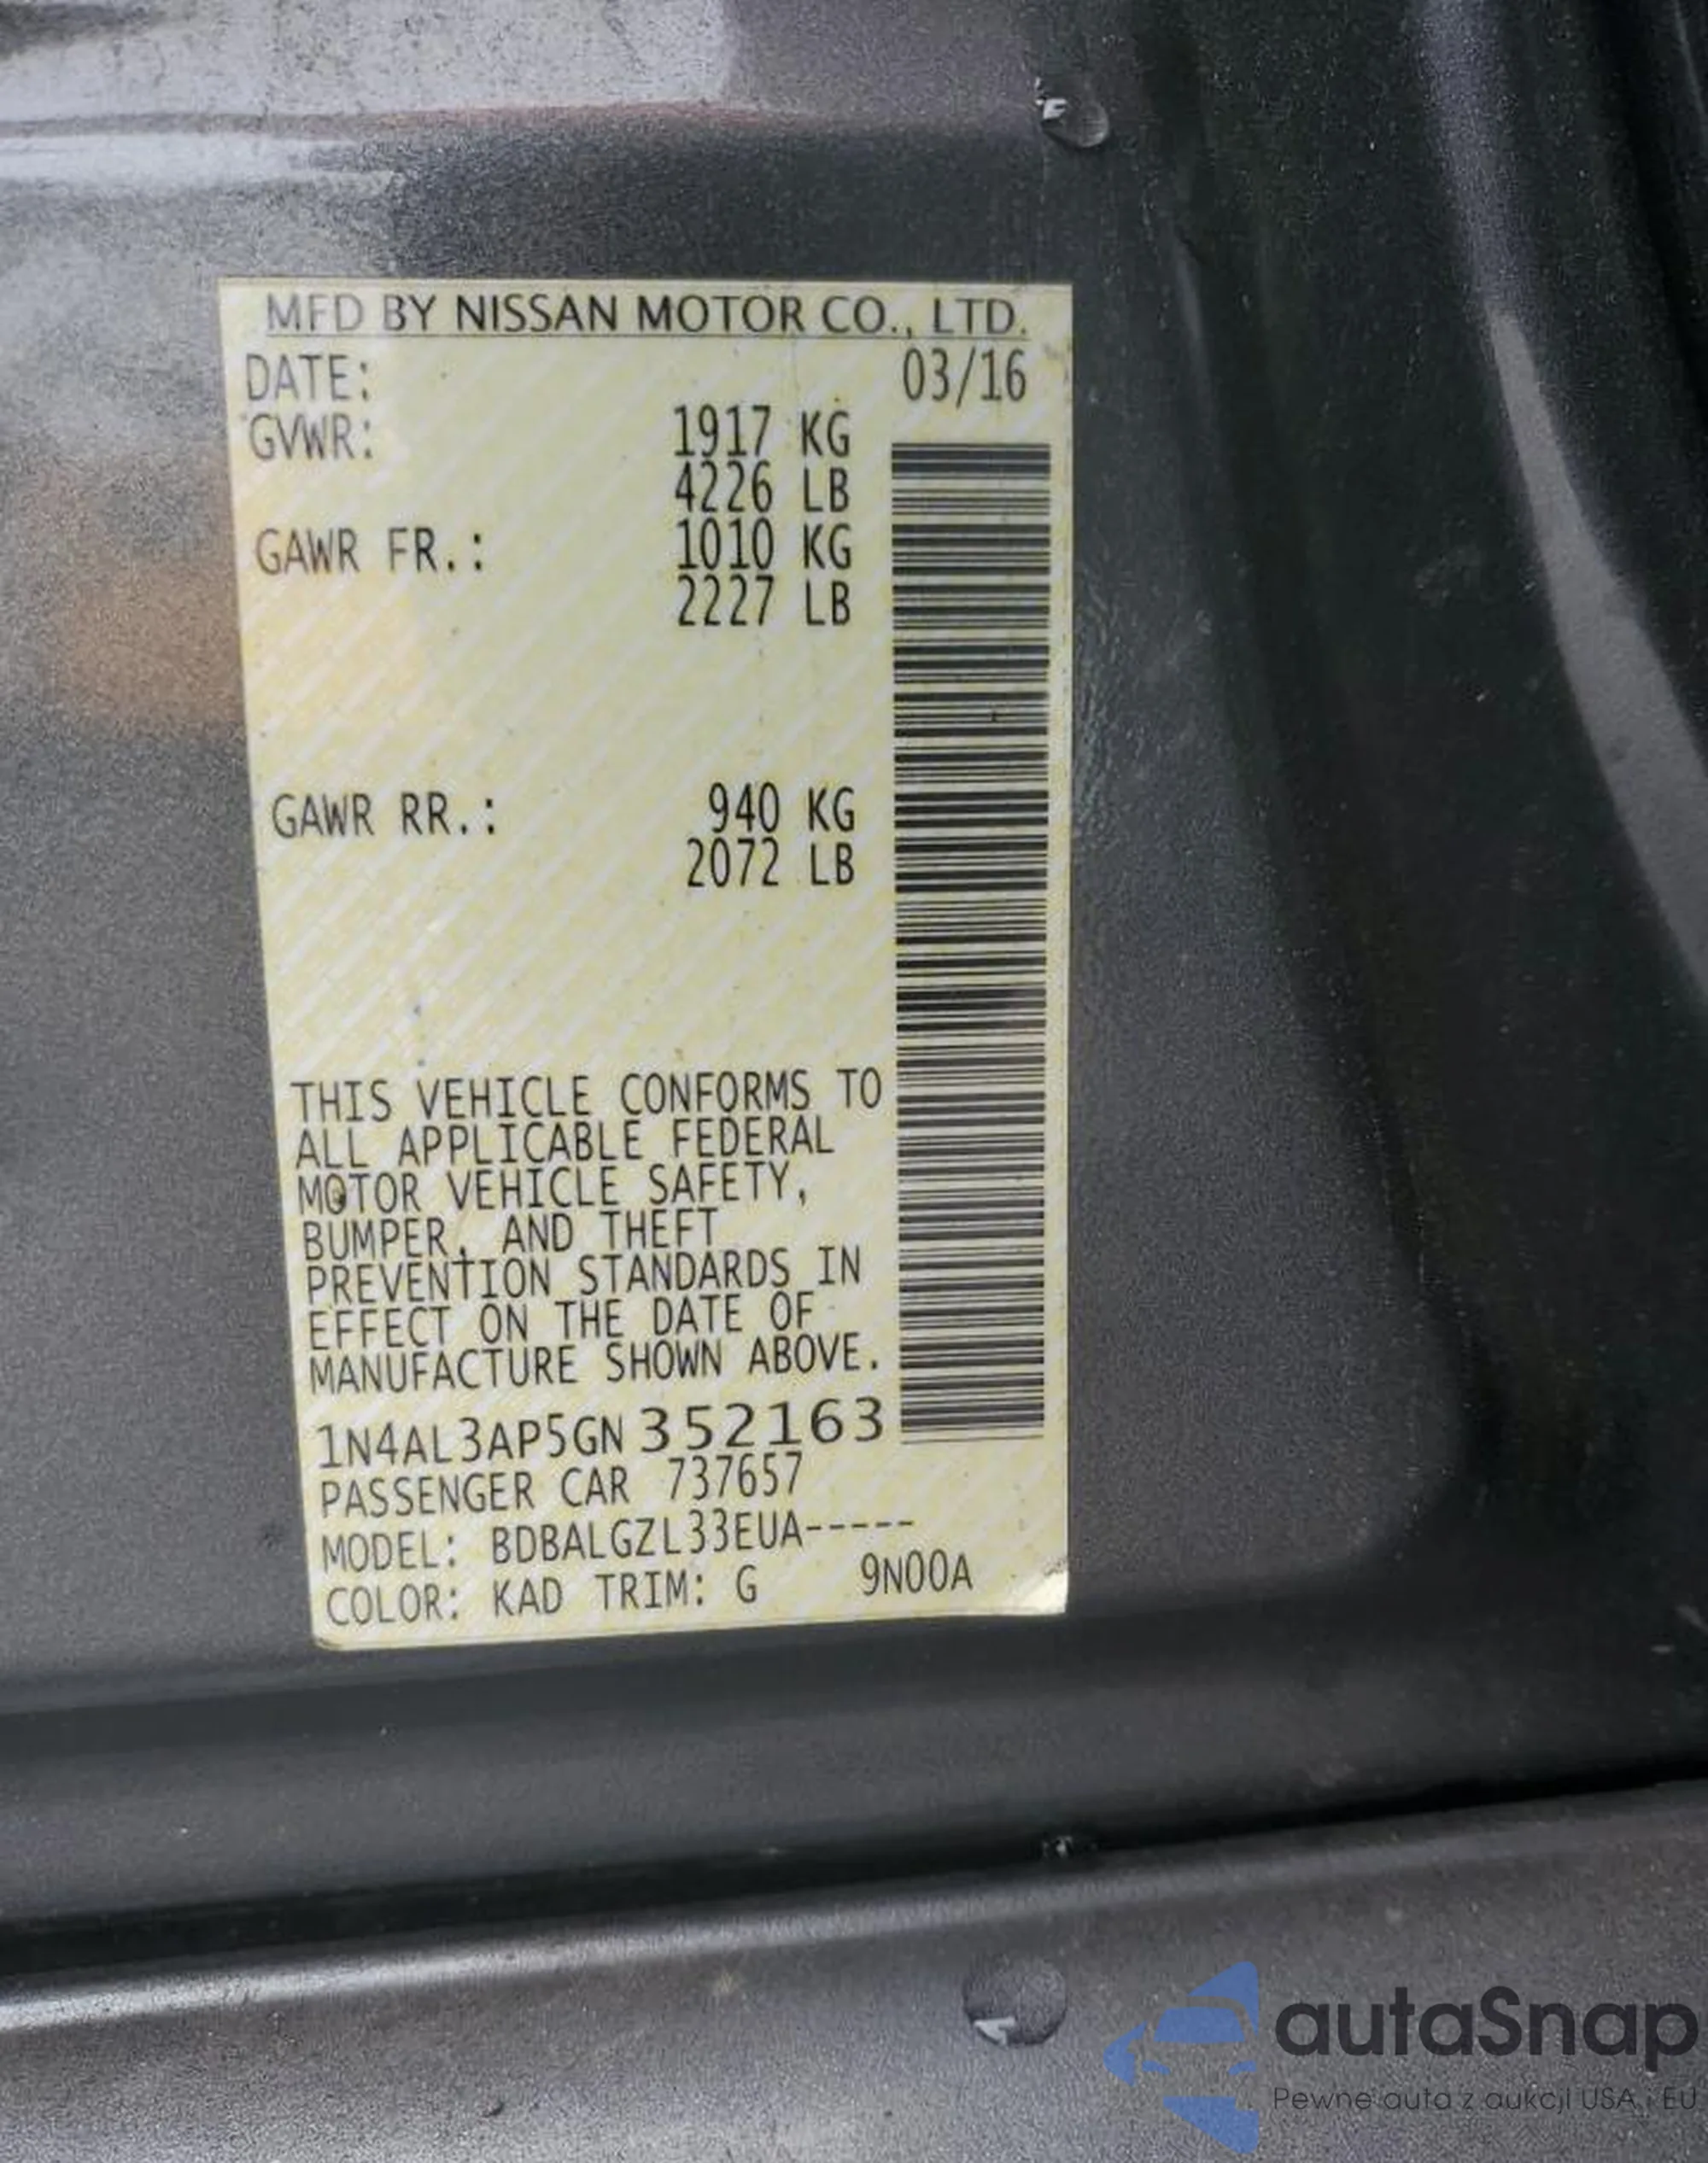 MFD BY NISSAN MOTOR CO., LTD.
DATE: 03/16
GVWR: 1917 KG
4226 LB
GAWR FR.: 1010 KG
2227 LB
GAWR RR.: 940 KG
2072 LB
THIS VEHICLE CONFORMS TO
ALL APPLICABLE FEDERAL
MOTOR VEHICLE SAFETY,
BUMPER, AND THEFT
PREVENTION STANDARDS IN
EFFECT ON THE DATE OF
MANUFACTURE SHOWN ABOVE.
1N4AL3AP5GN352163
PASSENGER CAR 737657
MODEL: BDBALGZL33EUA-----
COLOR: KAD TRIM: G 9N00A
autaSnap
Pewne auta z aukcji USA i EU